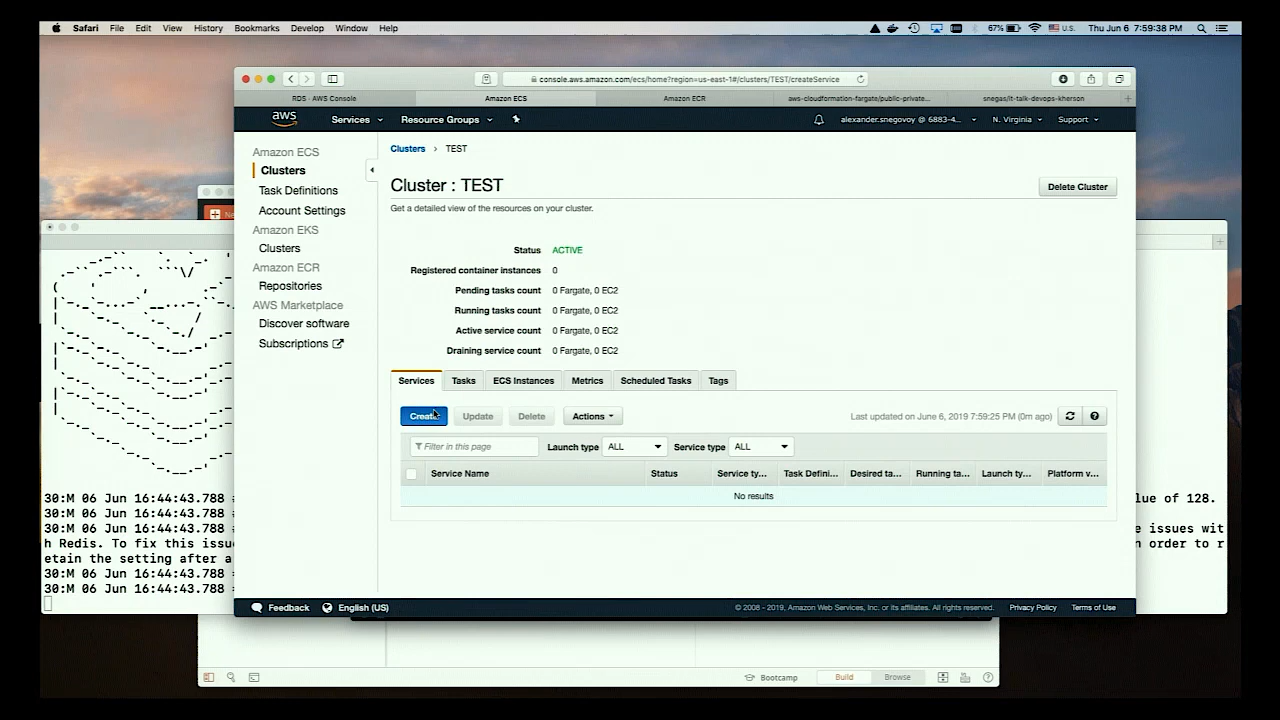 Safari File Edit View History Bookmarks Develop Window Help 67% U.S. Thu Jun 6 7:59:38 PM
console.aws.amazon.com/ecs/home?region=us-east-1#/clusters/TEST/createService
RDS · AWS Console Amazon ECS Amazon ECR aws-cloudformation-fargate/public-private... snegas/it-talk-devops-kherson
aws Services Resource Groups alexander.snegovoy @ 6883-4... N. Virginia Support
Amazon ECS
Clusters
Task Definitions
Account Settings
Amazon EKS
Clusters
Amazon ECR
Repositories
AWS Marketplace
Discover software
Subscriptions
Clusters > TEST
Cluster : TEST
Delete Cluster
Get a detailed view of the resources on your cluster.
Status ACTIVE
Registered container instances 0
Pending tasks count 0 Fargate, 0 EC2
Running tasks count 0 Fargate, 0 EC2
Active service count 0 Fargate, 0 EC2
Draining service count 0 Fargate, 0 EC2
Services Tasks ECS Instances Metrics Scheduled Tasks Tags
Create Update Delete Actions Last updated on June 6, 2019 7:59:25 PM (0m ago)
Filter in this page Launch type ALL Service type ALL
Service Name Status Service ty... Task Defini... Desired ta... Running ta... Launch ty... Platform v...
No results
Feedback English (US) © 2008 - 2019, Amazon Web Services, Inc. or its affiliates. All rights reserved. Privacy Policy Terms of Use
30:M 06 Jun 16:44:43.788 lue of 128.
30:M 06 Jun 16:44:43.788
30:M 06 Jun 16:44:43.788 issues wit
h Redis. To fix this issu n order to r
etain the setting after a
30:M 06 Jun 16:44:43.788
30:M 06 Jun 16:44:43.788
Bootcamp Build Browse